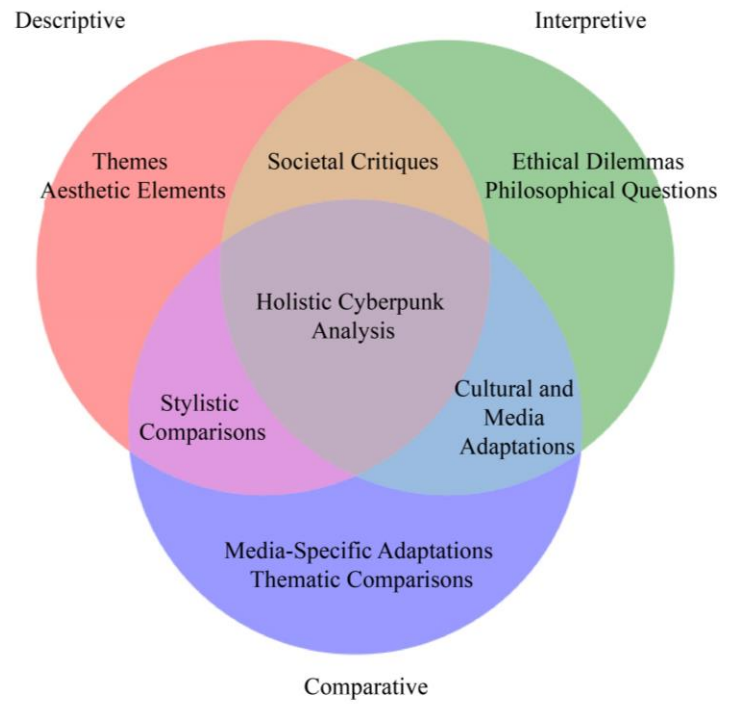 Descriptive
Interpretive
Themes
Aesthetic Elements
Societal Critiques
Ethical Dilemmas
Philosophical Questions
Holistic Cyberpunk
Analysis
Stylistic
Comparisons
Cultural and
Media
Adaptations
Media-Specific Adaptations
Thematic Comparisons
Comparative